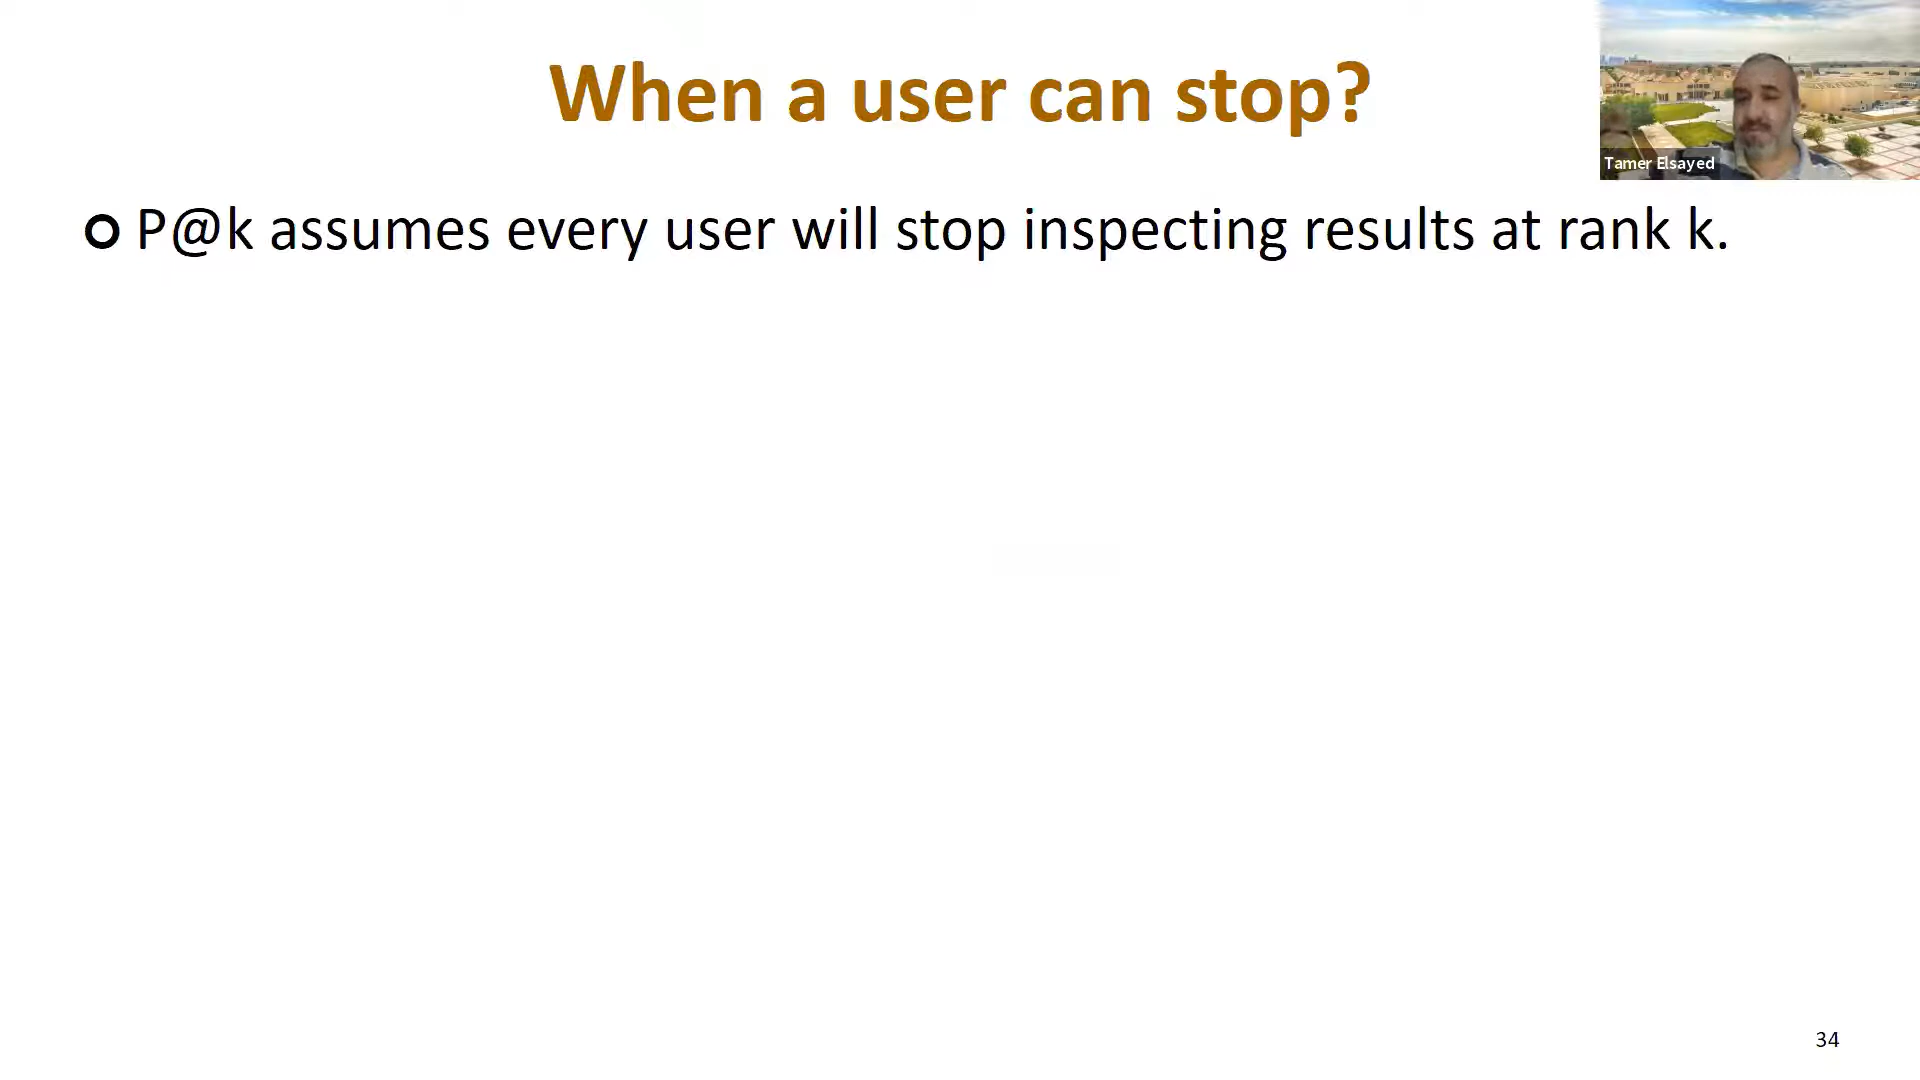 When a user can stop?
Tamer Elsayed
P@k assumes every user will stop inspecting results at rank k.
34